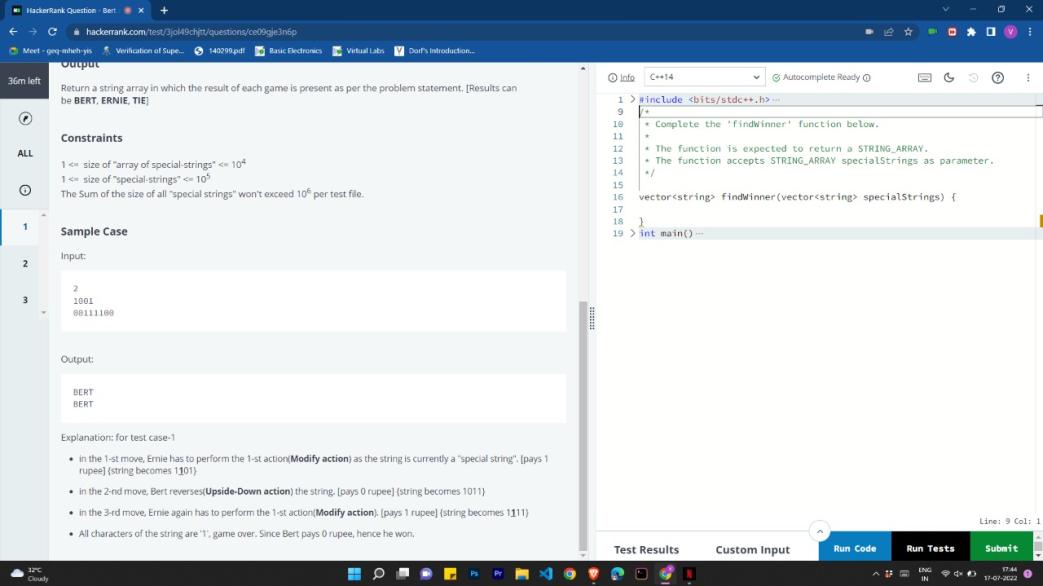 HackerRank Question - Bert
hackerrank.com/test/3jol49chjtt/questions/ce09gje3n6p
Meet - geq-mheh-yis
Verification of Supe...
140299.pdf
Basic Electronics
Virtual Labs
Dorf's Introduction...
36m left
ALL
1
2
3
Output
Return a string array in which the result of each game is present as per the problem statement. [Results can
be BERT, ERNIE, TIE]
Constraints
1 <= size of "array of special-strings" <= 10^4
1 <= size of "special-strings" <= 10^5
The Sum of the size of all "special strings" won't exceed 10^6 per test file.
Sample Case
Input:
2
1001
00111100
Output:
BERT
BERT
Explanation: for test case-1
• in the 1-st move, Ernie has to perform the 1-st action(Modify action) as the string is currently a "special string". [pays 1
rupee] {string becomes 1101}
• in the 2-nd move, Bert reverses(Upside-Down action) the string. [pays 0 rupee] {string becomes 1011}
• in the 3-rd move, Ernie again has to perform the 1-st action(Modify action). [pays 1 rupee] {string becomes 1111}
• All characters of the string are '1', game over. Since Bert pays 0 rupee, hence he won.
Info
C++14
Autocomplete Ready
1 > #include <bits/stdc++.h>...
9 /*
10 * Complete the 'findWinner' function below.
11 *
12 * The function is expected to return a STRING_ARRAY.
13 * The function accepts STRING_ARRAY specialStrings as parameter.
14 */
15
16 vector<string> findWinner(vector<string> specialStrings) {
17
18 }
19 > int main()...
Line: 9 Col: 1
Test Results
Custom Input
Run Code
Run Tests
Submit
32°C
Cloudy
ENG
IN
17:44
17-07-2022